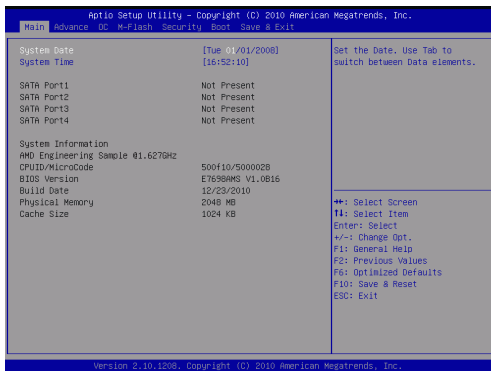 Aptio Setup Utility – Copyright (C) 2010 American Megatrends, Inc.
Main Advance OC M-Flash Security Boot Save & Exit
System Date [Tue 01/01/2008]
System Time [16:52:10]
SATA Port1 Not Present
SATA Port2 Not Present
SATA Port3 Not Present
SATA Port4 Not Present
System Information
AMD Engineering Sample @1.627GHz
CPUID/MicroCode 500f10/5000028
BIOS Version E7698AMS V1.0B16
Build Date 12/23/2010
Physical Memory 2048 MB
Cache Size 1024 KB
Set the Date. Use Tab to
switch between Data elements.
→←: Select Screen
↑↓: Select Item
Enter: Select
+/-: Change Opt.
F1: General Help
F2: Previous Values
F6: Optimized Defaults
F10: Save & Reset
ESC: Exit
Version 2.10.1208. Copyright (C) 2010 American Megatrends, Inc.